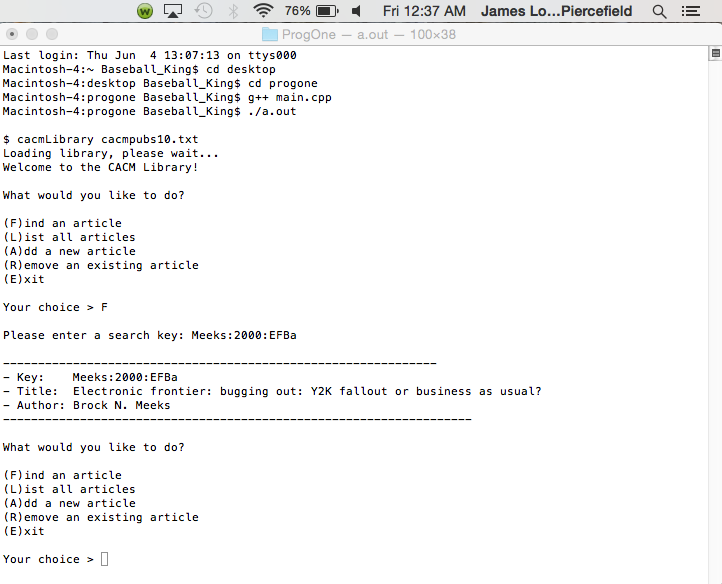 76% Fri 12:37 AM James Lo...Piercefield
ProgOne — a.out — 100×38
Last login: Thu Jun  4 13:07:13 on ttys000
Macintosh-4:~ Baseball_King$ cd desktop
Macintosh-4:desktop Baseball_King$ cd progone
Macintosh-4:progone Baseball_King$ g++ main.cpp
Macintosh-4:progone Baseball_King$ ./a.out
$ cacmLibrary cacmpubs10.txt
Loading library, please wait...
Welcome to the CACM Library!
What would you like to do?
(F)ind an article
(L)ist all articles
(A)dd a new article
(R)emove an existing article
(E)xit
Your choice > F
Please enter a search key: Meeks:2000:EFBa
--------------------------------------------------------------
- Key:    Meeks:2000:EFBa
- Title:  Electronic frontier: bugging out: Y2K fallout or business as usual?
- Author: Brock N. Meeks
-------------------------------------------------------------------
What would you like to do?
(F)ind an article
(L)ist all articles
(A)dd a new article
(R)emove an existing article
(E)xit
Your choice >